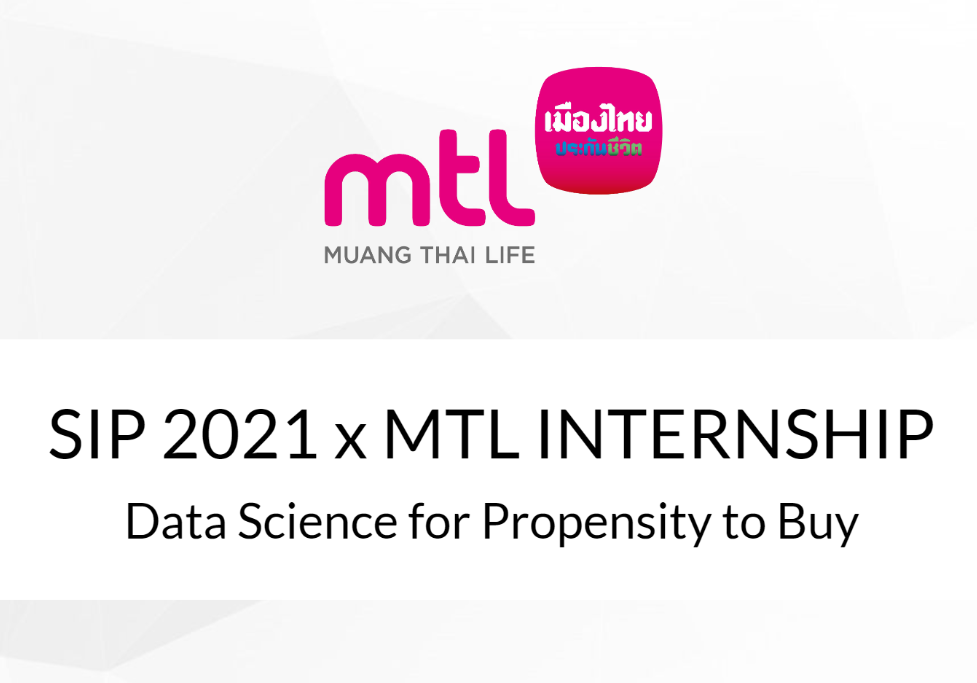 เมืองไทย
ประกันชีวิต
mtl
MUANG THAI LIFE
SIP 2021 x MTL INTERNSHIP
Data Science for Propensity to Buy